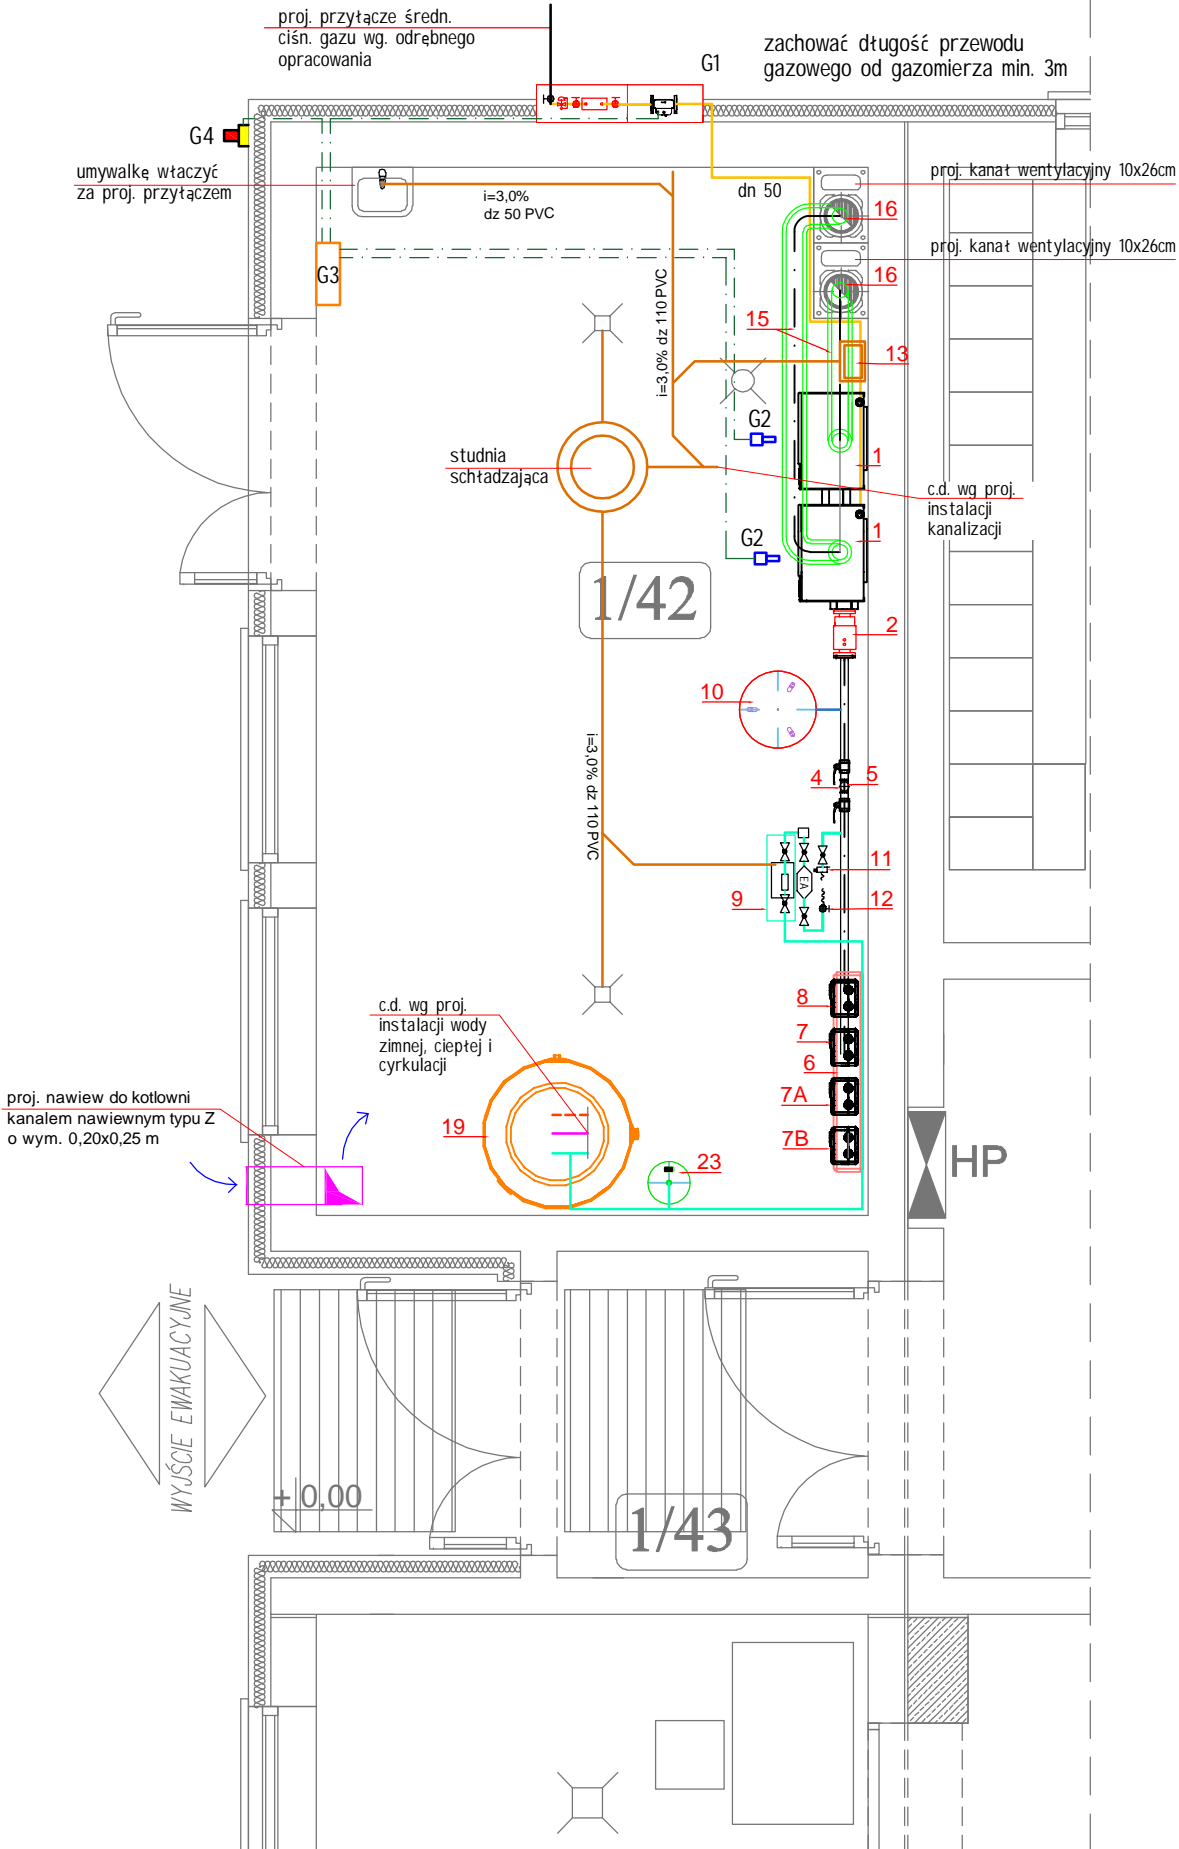 proj. przyłącze średn.
ciśn. gazu wg. odrębnego
opracowania
zachować długość przewodu
gazowego od gazomierza min. 3m
G1
G4
umywalkę właczyć
za proj. przyłączem
i=3,0%
dz 50 PVC
dn 50
proj. kanał wentylacyjny 10x26cm
16
proj. kanał wentylacyjny 10x26cm
16
G3
i=3,0% dz 110 PVC
15
13
G2
studnia
schładzająca
1
c.d. wg proj.
instalacji
kanalizacji
G2
1
1/42
2
10
i=3,0% dz 110 PVC
4
5
11
EA
9
12
8
c.d. wg proj.
instalacji wody
zimnej, ciepłej i
cyrkulacji
7
6
7A
proj. nawiew do kotlowni
kanalem nawiewnym typu Z
o wym. 0,20x0,25 m
19
7B
23
HP
WYJŚCIE EWAKUACYJNE
+ 0,00
1/43